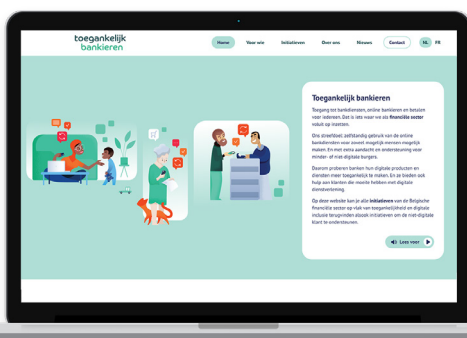 toegankelijk
bankieren
Home Voor wie Initiatieven Over ons Nieuws Contact NL FR
Toegankelijk bankieren
Toegang tot bankdiensten, online bankieren en betalen
voor iedereen. Dat is iets waar we als financiële sector
voluit op inzetten.
Ons streefdoel: zelfstandig gebruik van de online
bankdiensten voor zoveel mogelijk mensen mogelijk
maken. En met extra aandacht en ondersteuning voor
minder- of niet-digitale burgers.
Daarom proberen banken hun digitale producten en
diensten meer toegankelijk te maken. En ze bieden ook
hulp aan klanten die moeite hebben met digitale
dienstverlening.
Op deze website kan je alle initiatieven van de Belgische
financiële sector op vlak van toegankelijkheid en digitale
inclusie terugvinden alsook initiatieven om de niet-digitale
klant te ondersteunen.
Lees voor